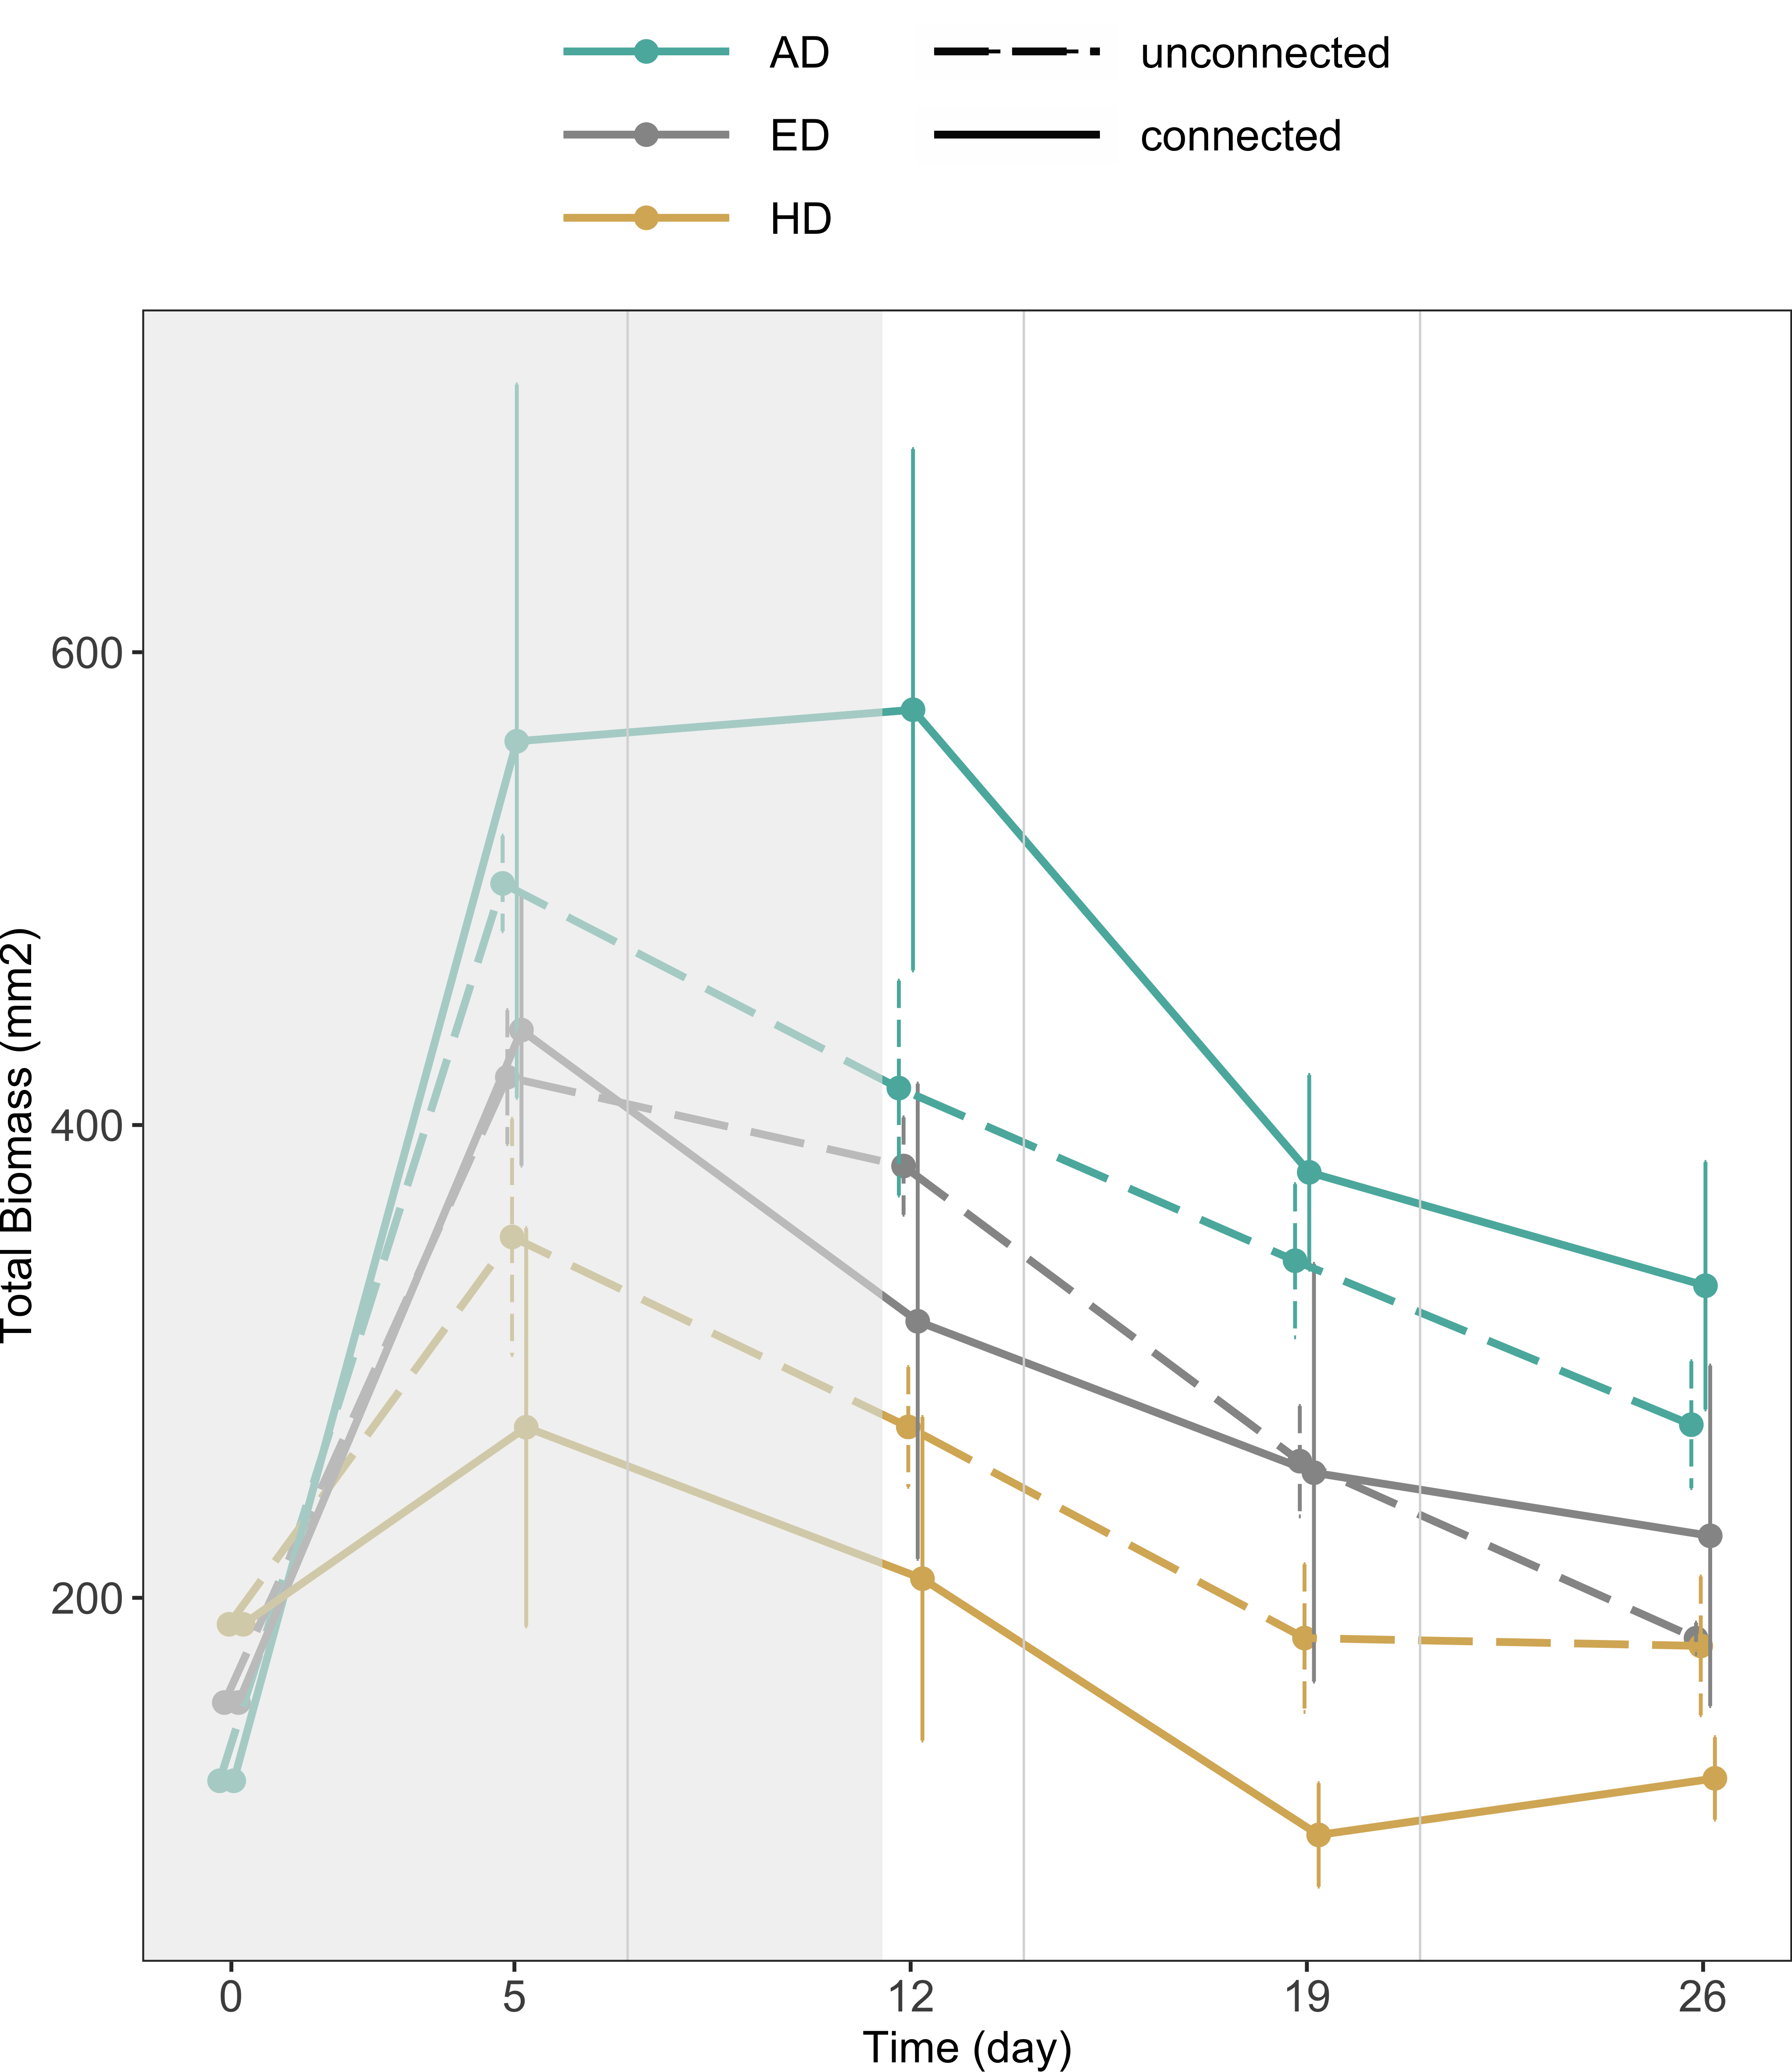 AD
unconnected
ED
connected
HD
600
400
200
Total Biomass (mm2)
0
5
12
19
26
Time (day)